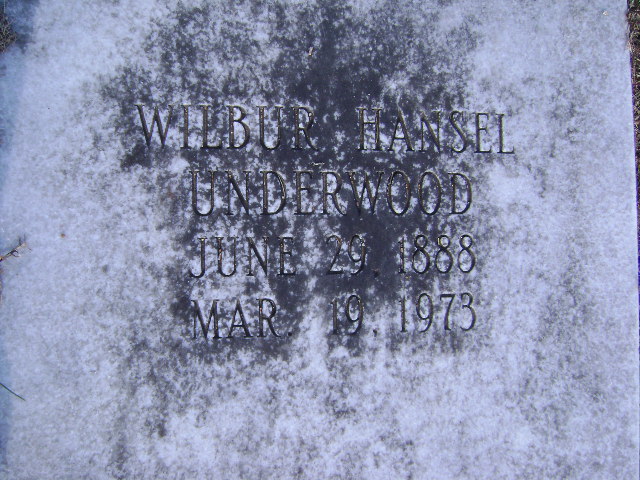 WILBUR HANSEL
UNDERWOOD
JUNE 29, 1888
MAR. 19, 1973